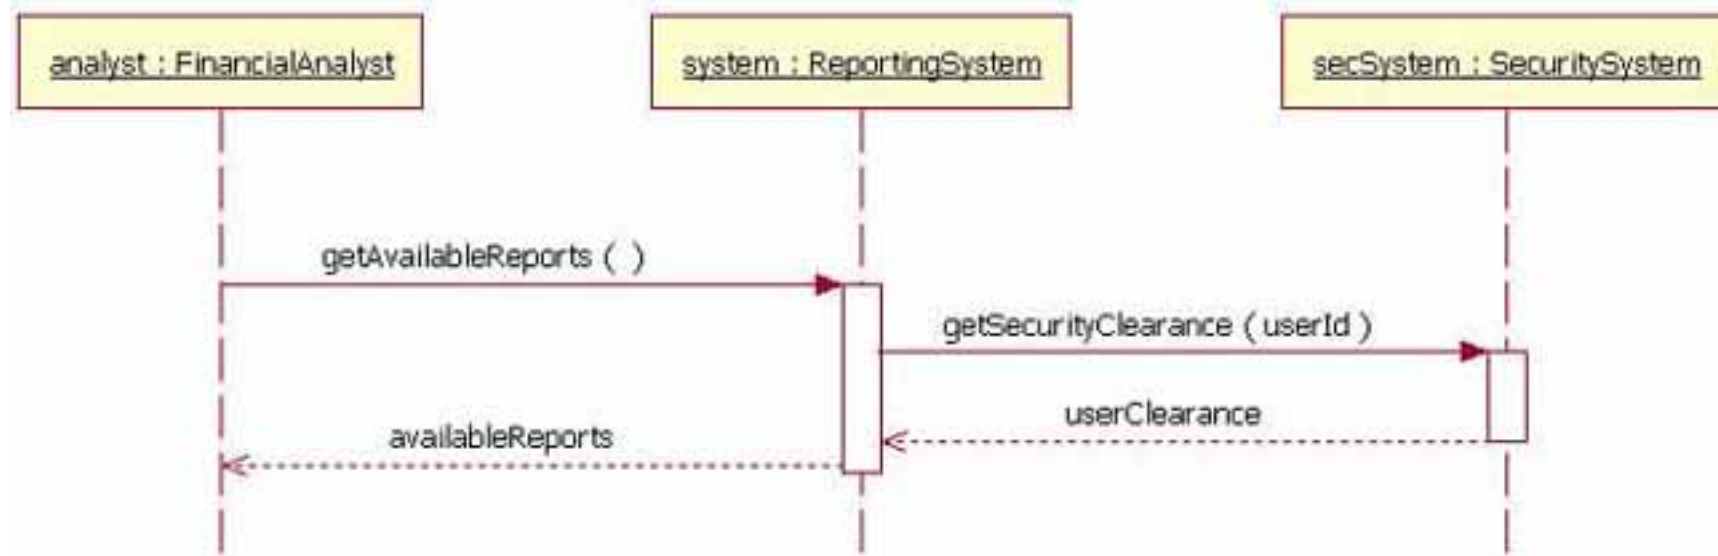 analyst : FinancialAnalyst
system : ReportingSystem
secSystem : SecuritySystem
getAvailableReports ( )
getSecurityClearance ( userId )
userClearance
availableReports